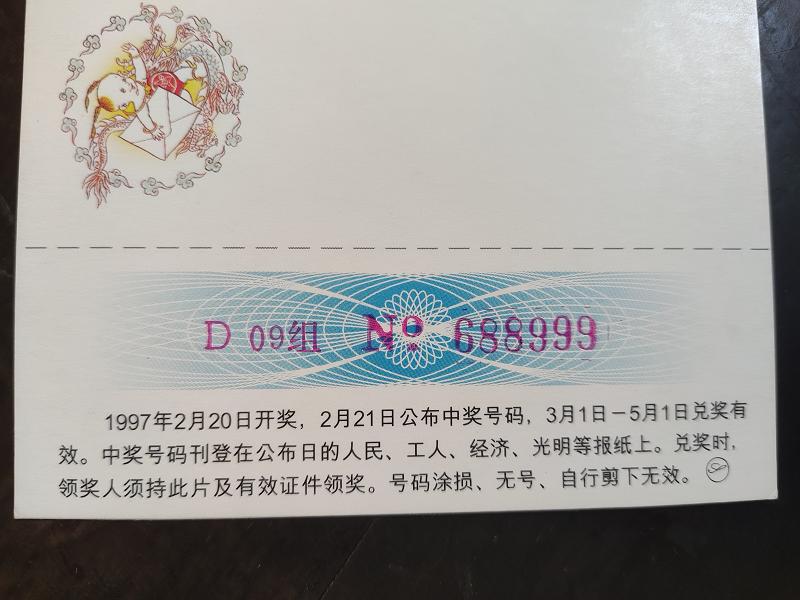 D 09组 No 688999
1997年2月20日开奖，2月21日公布中奖号码，3月1日－5月1日兑奖有
效。中奖号码刊登在公布日的人民、工人、经济、光明等报纸上。兑奖时，
领奖人须持此片及有效证件领奖。号码涂损、无号、自行剪下无效。